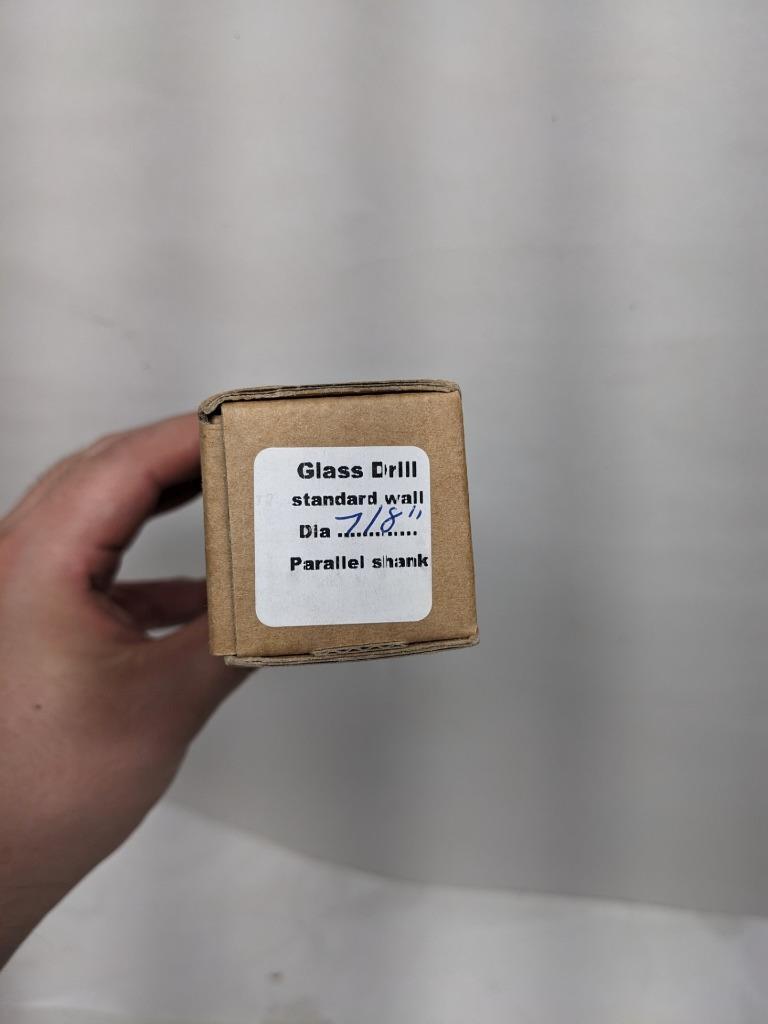 Glass Drill
standard wall
Dia ............. 7/8"
Parallel shank